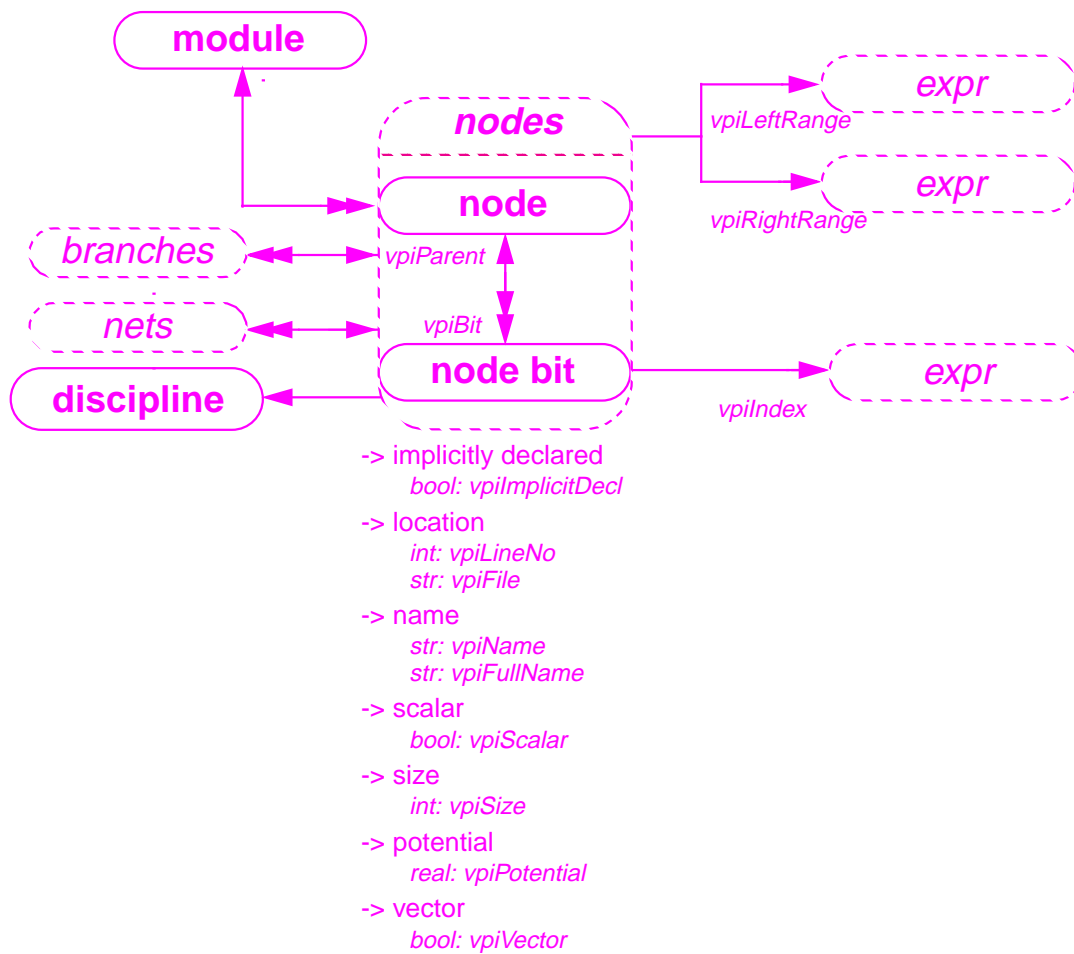 module
expr
nodes
vpiLeftRange
expr
node
vpiRightRange
branches
vpiParent
nets
vpiBit
node bit
expr
discipline
vpiIndex
-> implicitly declared
bool: vpiImplicitDecl
-> location
int: vpiLineNo
str: vpiFile
-> name
str: vpiName
str: vpiFullName
-> scalar
bool: vpiScalar
-> size
int: vpiSize
-> potential
real: vpiPotential
-> vector
bool: vpiVector